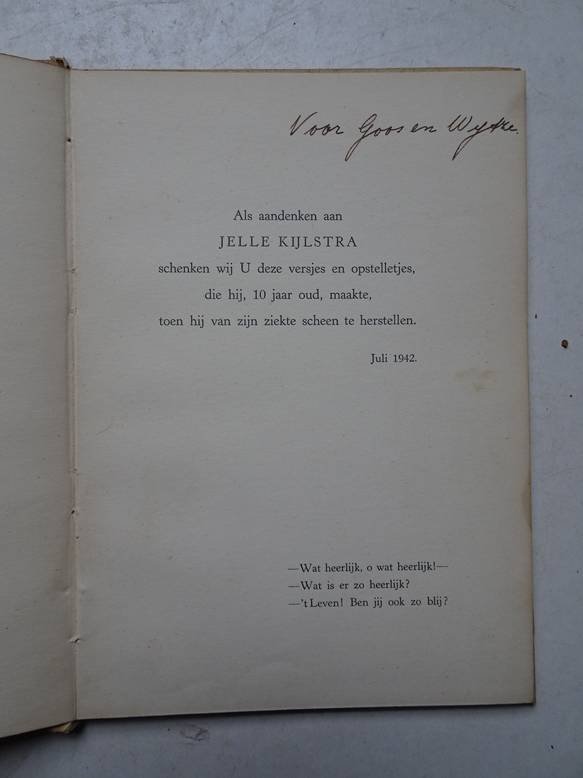 Voor Goos en Wytze.
Als aandenken aan
JELLE KIJLSTRA
schenken wij U deze versjes en opstelletjes,
die hij, 10 jaar oud, maakte,
toen hij van zijn ziekte scheen te herstellen.
Juli 1942.
—Wat heerlijk, o wat heerlijk!—
—Wat is er zo heerlijk?
—'t Leven! Ben jij ook zo blij?